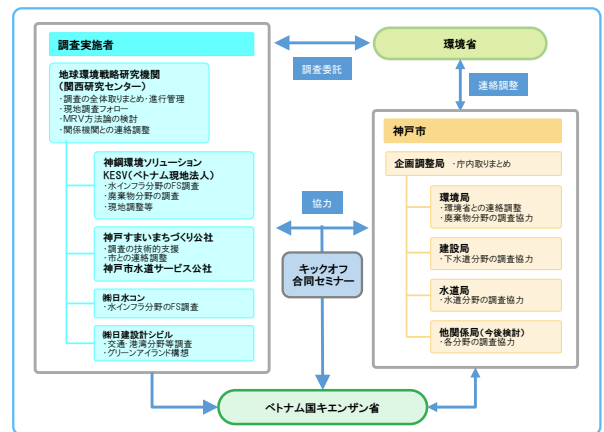 調査実施者
地球環境戦略研究機関
（関西研究センター）
・調査の全体取りまとめ・進行管理
・現地調査フォロー
・MRV方法論の検討
・関係機関との連絡調整
神鋼環境ソリューション
KESV（ベトナム現地法人）
・水インフラ分野のFS調査
・廃棄物分野の調査
・現地調整等
神戸すまいまちづくり公社
・調査の技術的支援
・市との連絡調整
神戸市水道サービス公社
㈱日水コン
・水インフラ分野のFS調査
㈱日建設計シビル
・交通・港湾分野等調査
・グリーンアイランド構想
調査委託
環境省
連絡調整
協力
キックオフ
合同セミナー
神戸市
企画調整局 ・庁内取りまとめ
環境局
・環境省との連絡調整
・廃棄物分野の調査協力
建設局
・下水道分野の調査協力
水道局
・水道分野の調査協力
他関係局（今後検討）
・各分野の調査協力
ベトナム国キエンザン省